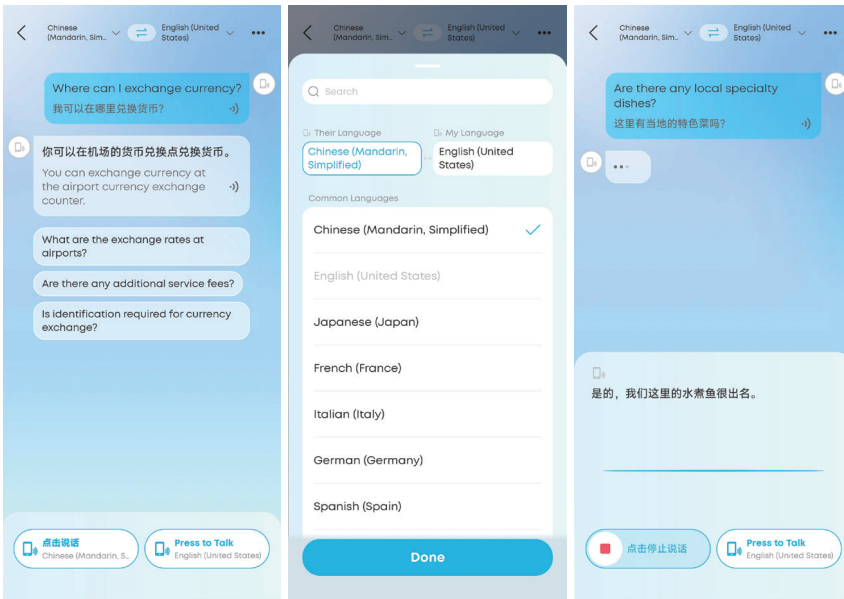 Chinese
(Mandarin, Sim..
English (United
States)
Where can I exchange currency?
我可以在哪里兑换货币?
你可以在机场的货币兑换点兑换货币。
You can exchange currency at
the airport currency exchange
counter.
What are the exchange rates at
airports?
Are there any additional service fees?
Is identification required for currency
exchange?
点击说话
Chinese (Mandarin, S..
Press to Talk
English (United States)
Chinese
(Mandarin, Sim..
English (United
States)
Search
Their Language
My Language
Chinese (Mandarin,
Simplified)
English (United
States)
Common Languages
Chinese (Mandarin, Simplified)
English (United States)
Japanese (Japan)
French (France)
Italian (Italy)
German (Germany)
Spanish (Spain)
Done
Chinese
(Mandarin, Sim..
English (United
States)
Are there any local specialty
dishes?
这里有当地的特色菜吗?
是的，我们这里的水煮鱼很出名。
点击停止说话
Press to Talk
English (United States)